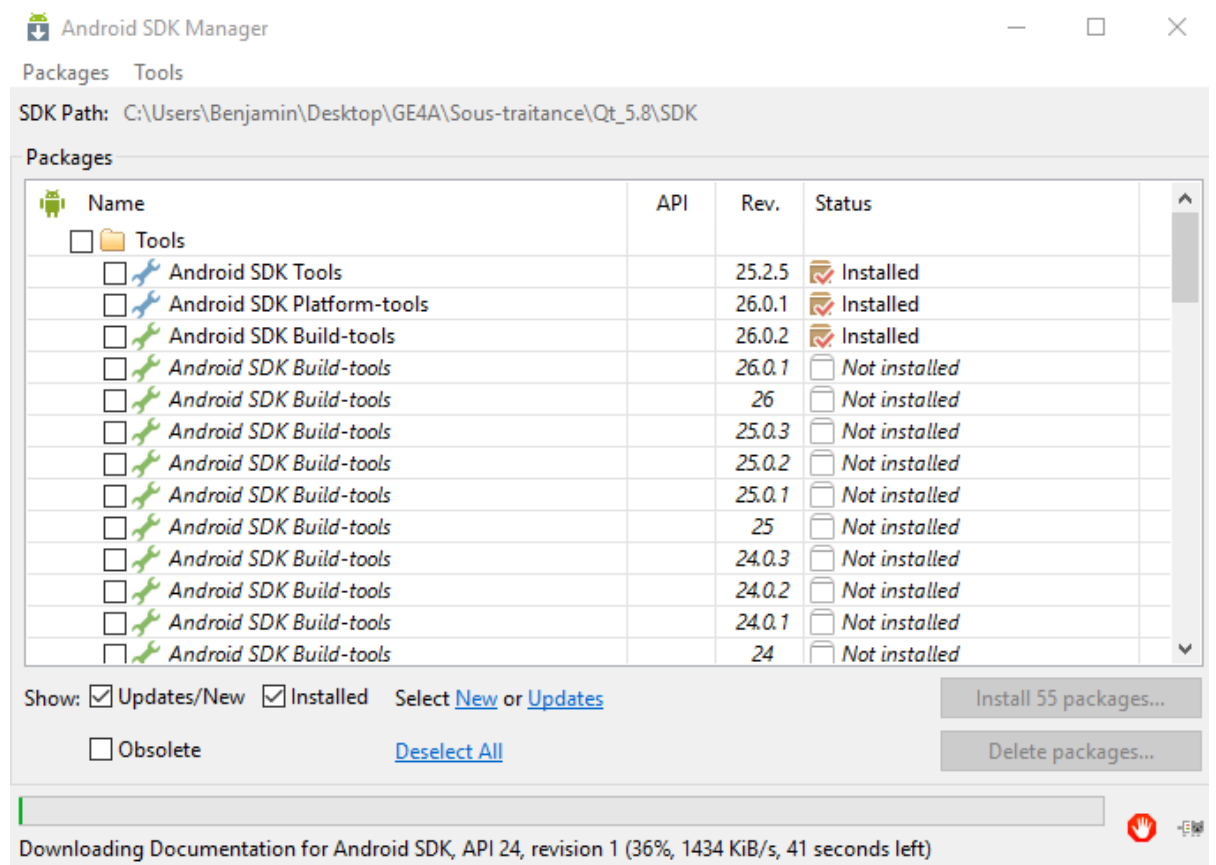 Android SDK Manager
Packages Tools
SDK Path: C:\Users\Benjamin\Desktop\GE4A\Sous-traitance\Qt_5.8\SDK
Packages
Name API Rev. Status
Tools
Android SDK Tools 25.2.5 Installed
Android SDK Platform-tools 26.0.1 Installed
Android SDK Build-tools 26.0.2 Installed
Android SDK Build-tools 26.0.1 Not installed
Android SDK Build-tools 26 Not installed
Android SDK Build-tools 25.0.3 Not installed
Android SDK Build-tools 25.0.2 Not installed
Android SDK Build-tools 25.0.1 Not installed
Android SDK Build-tools 25 Not installed
Android SDK Build-tools 24.0.3 Not installed
Android SDK Build-tools 24.0.2 Not installed
Android SDK Build-tools 24.0.1 Not installed
Android SDK Build-tools 24 Not installed
Show: Updates/New Installed Select New or Updates Install 55 packages...
Obsolete Deselect All Delete packages...
Downloading Documentation for Android SDK, API 24, revision 1 (36%, 1434 KiB/s, 41 seconds left)